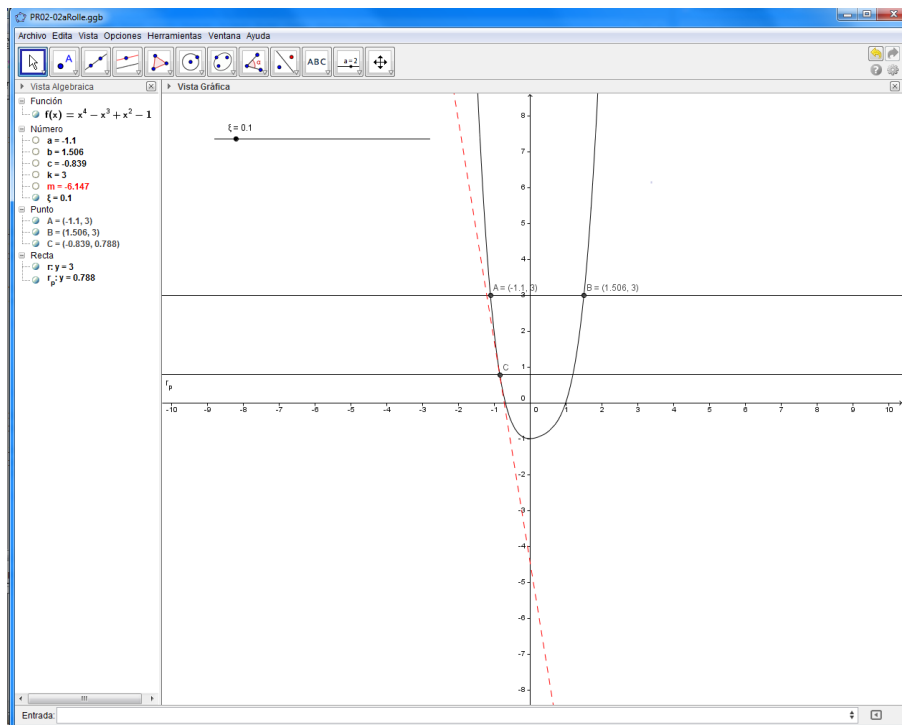 PR02-02aRolle.ggb
Archivo Edita Vista Opciones Herramientas Ventana Ayuda
A
α
ABC
a=2
Vista Algebraica
Vista Gráfica
Función
f(x) = x⁴ − x³ + x² − 1
Número
a = -1.1
b = 1.506
c = -0.839
k = 3
m = -6.147
ξ = 0.1
Punto
A = (-1.1, 3)
B = (1.506, 3)
C = (-0.839, 0.788)
Recta
r: y = 3
rₚ: y = 0.788
ξ = 0.1
8
7
6
5
4
A = (-1.1, 3)
3
B = (1.506, 3)
2
1
C
rₚ
0
-10 -9 -8 -7 -6 -5 -4 -3 -2 -1 0 1 2 3 4 5 6 7 8 9 10
-1
-2
-3
-4
-5
-6
-7
-8
Entrada: